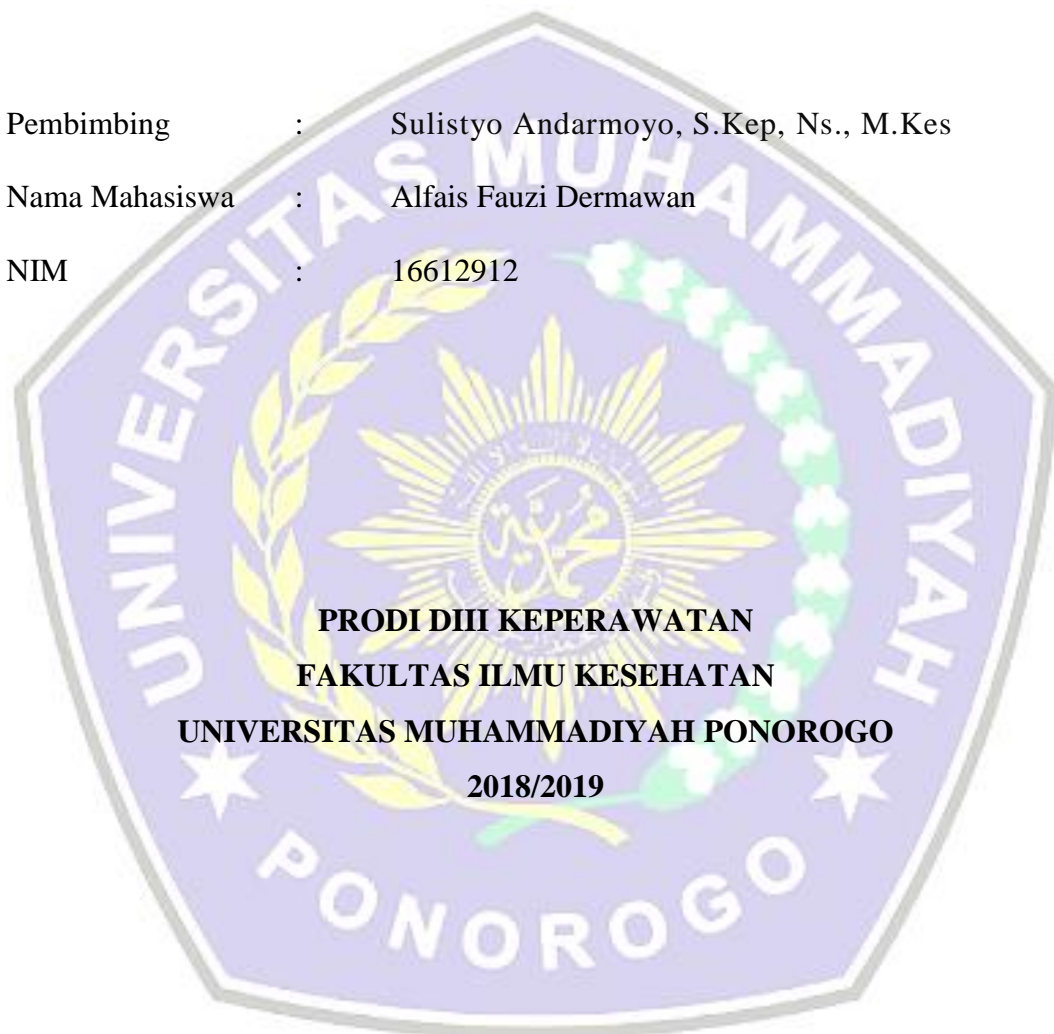 Pembimbing : Sulistyo Andarmoyo, S.Kep, Ns., M.Kes
Nama Mahasiswa : Alfais Fauzi Dermawan
NIM : 16612912
UNIVERSITAS MUHAMMADIYAH
محمدية
PRODI DIII KEPERAWATAN
FAKULTAS ILMU KESEHATAN
UNIVERSITAS MUHAMMADIYAH PONOROGO
2018/2019
PONOROGO